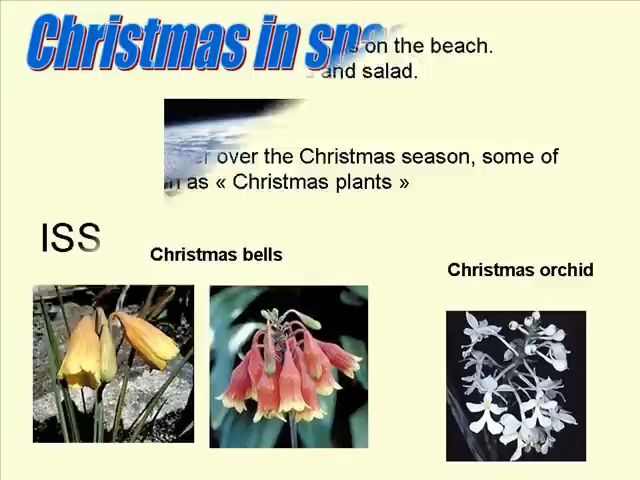 Christmas in
on the beach.
and salad.
over the Christmas season, some of
as « Christmas plants »
ISS
Christmas bells
Christmas orchid